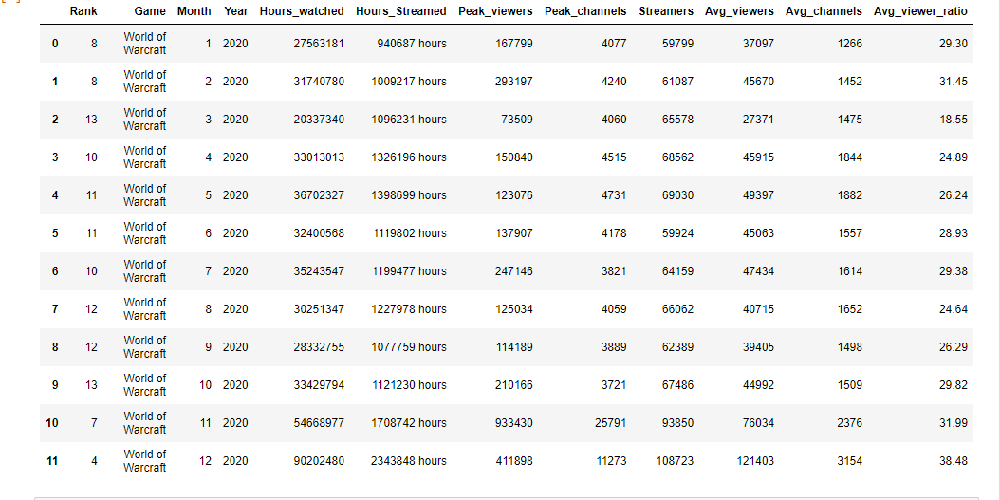 Rank Game Month Year Hours_watched Hours_Streamed Peak_viewers Peak_channels Streamers Avg_viewers Avg_channels Avg_viewer_ratio
0 8 World of Warcraft 1 2020 27563181 940687 hours 167799 4077 59799 37097 1266 29.30
1 8 World of Warcraft 2 2020 31740780 1009217 hours 293197 4240 61087 45670 1452 31.45
2 13 World of Warcraft 3 2020 20337340 1096231 hours 73509 4060 65578 27371 1475 18.55
3 10 World of Warcraft 4 2020 33013013 1326196 hours 150840 4515 68562 45915 1844 24.89
4 11 World of Warcraft 5 2020 36702327 1398699 hours 123076 4731 69030 49397 1882 26.24
5 11 World of Warcraft 6 2020 32400568 1119802 hours 137907 4178 59924 45063 1557 28.93
6 10 World of Warcraft 7 2020 35243547 1199477 hours 247146 3821 64159 47434 1614 29.38
7 12 World of Warcraft 8 2020 30251347 1227978 hours 125034 4059 66062 40715 1652 24.64
8 12 World of Warcraft 9 2020 28332755 1077759 hours 114189 3889 62389 39405 1498 26.29
9 13 World of Warcraft 10 2020 33429794 1121230 hours 210166 3721 67486 44992 1509 29.82
10 7 World of Warcraft 11 2020 54668977 1708742 hours 933430 25791 93850 76034 2376 31.99
11 4 World of Warcraft 12 2020 90202480 2343848 hours 411898 11273 108723 121403 3154 38.48